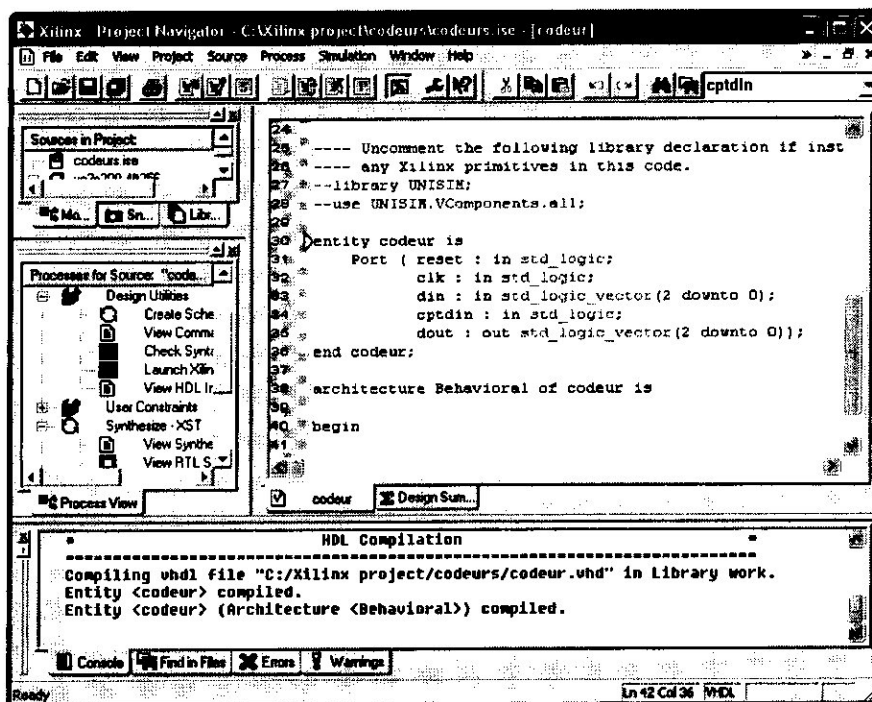 Xilinx - Project Navigator - C:\Xilinx project\codeurs\codeurs.ise - [codeur]
File Edit View Project Source Process Simulation Window Help
cptdin
Sources in Project:
codeurs.ise
Mo... Sn... Libr...
Processes for Source: "code...
Design Utilities
Create Sche
View Comma
Check Synta
Launch Xilin
View HDL In
User Constraints
Synthesize - XST
View Synthe
View RTL S
Process View
24
25 ---- Uncomment the following library declaration if inst
26 ---- any Xilinx primitives in this code.
27 --library UNISIM;
28 --use UNISIM.VComponents.all;
29
30 entity codeur is
31 Port ( reset : in std_logic;
32 clk : in std_logic;
33 din : in std_logic_vector(2 downto 0);
34 cptdin : in std_logic;
35 dout : out std_logic_vector(2 downto 0));
36 end codeur;
37
38 architecture Behavioral of codeur is
39
40 begin
41
codeur Design Sum...
* HDL Compilation *
Compiling vhdl file "C:/Xilinx project/codeurs/codeur.vhd" in Library work.
Entity <codeur> compiled.
Entity <codeur> (Architecture <Behavioral>) compiled.
Console Find in Files Errors Warnings
Ready Ln 42 Col 36 VHDL